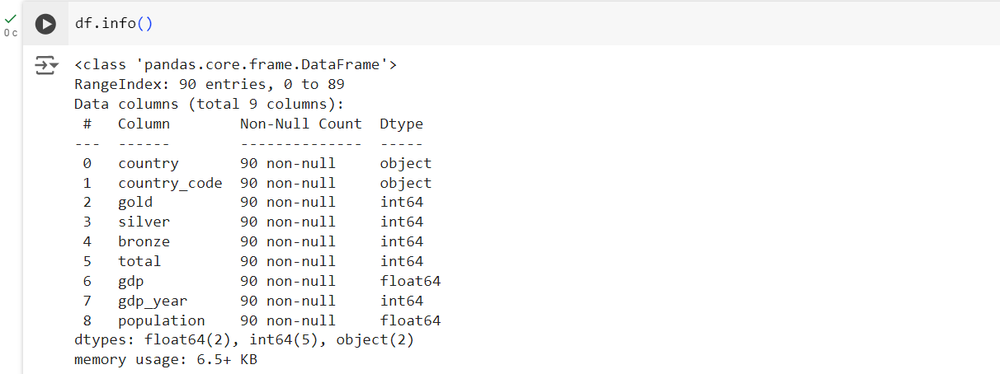 df.info()
0 с
<class 'pandas.core.frame.DataFrame'>
RangeIndex: 90 entries, 0 to 89
Data columns (total 9 columns):
 #   Column        Non-Null Count  Dtype
---  ------        --------------  -----
 0   country       90 non-null     object
 1   country_code  90 non-null     object
 2   gold          90 non-null     int64
 3   silver        90 non-null     int64
 4   bronze        90 non-null     int64
 5   total         90 non-null     int64
 6   gdp           90 non-null     float64
 7   gdp_year      90 non-null     int64
 8   population    90 non-null     float64
dtypes: float64(2), int64(5), object(2)
memory usage: 6.5+ KB